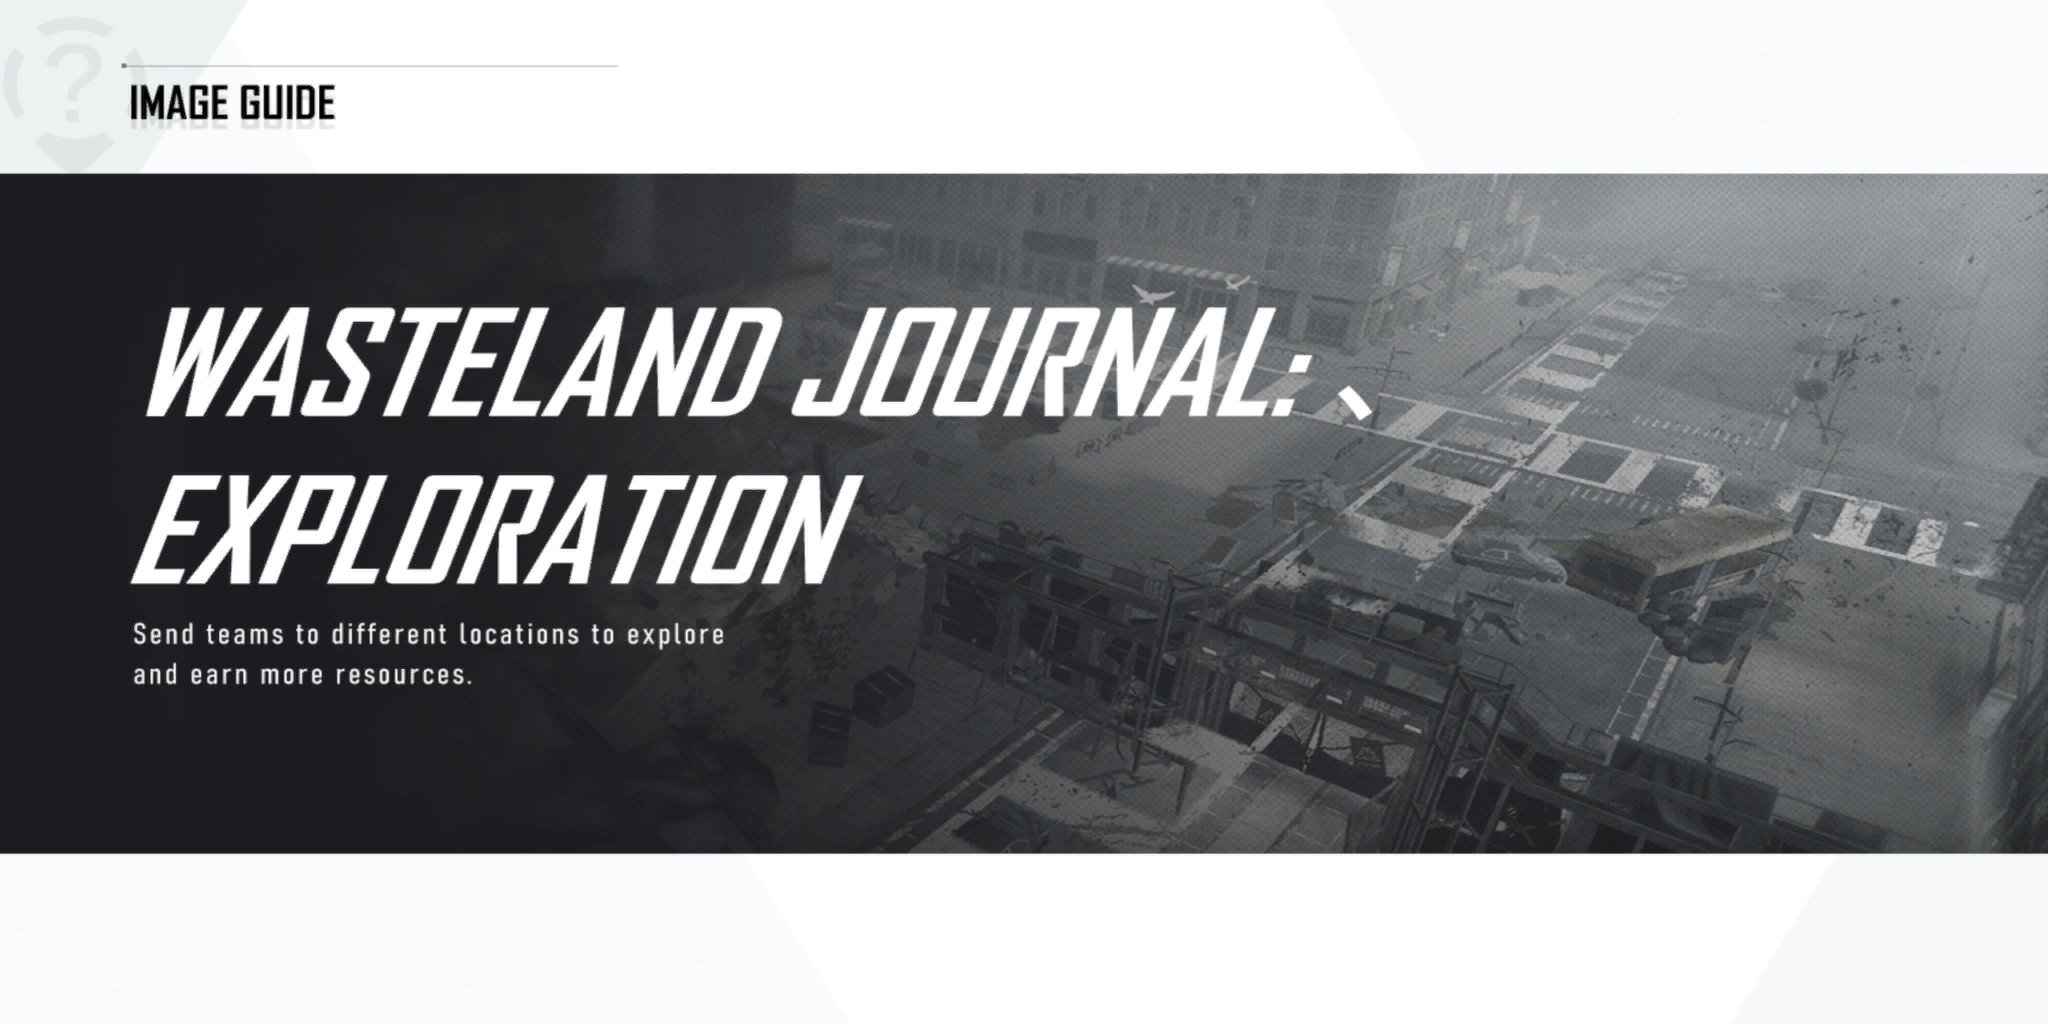 IMAGE GUIDE
WASTELAND JOURNAL: 、
EXPLORATION
Send teams to different locations to explore
and earn more resources.